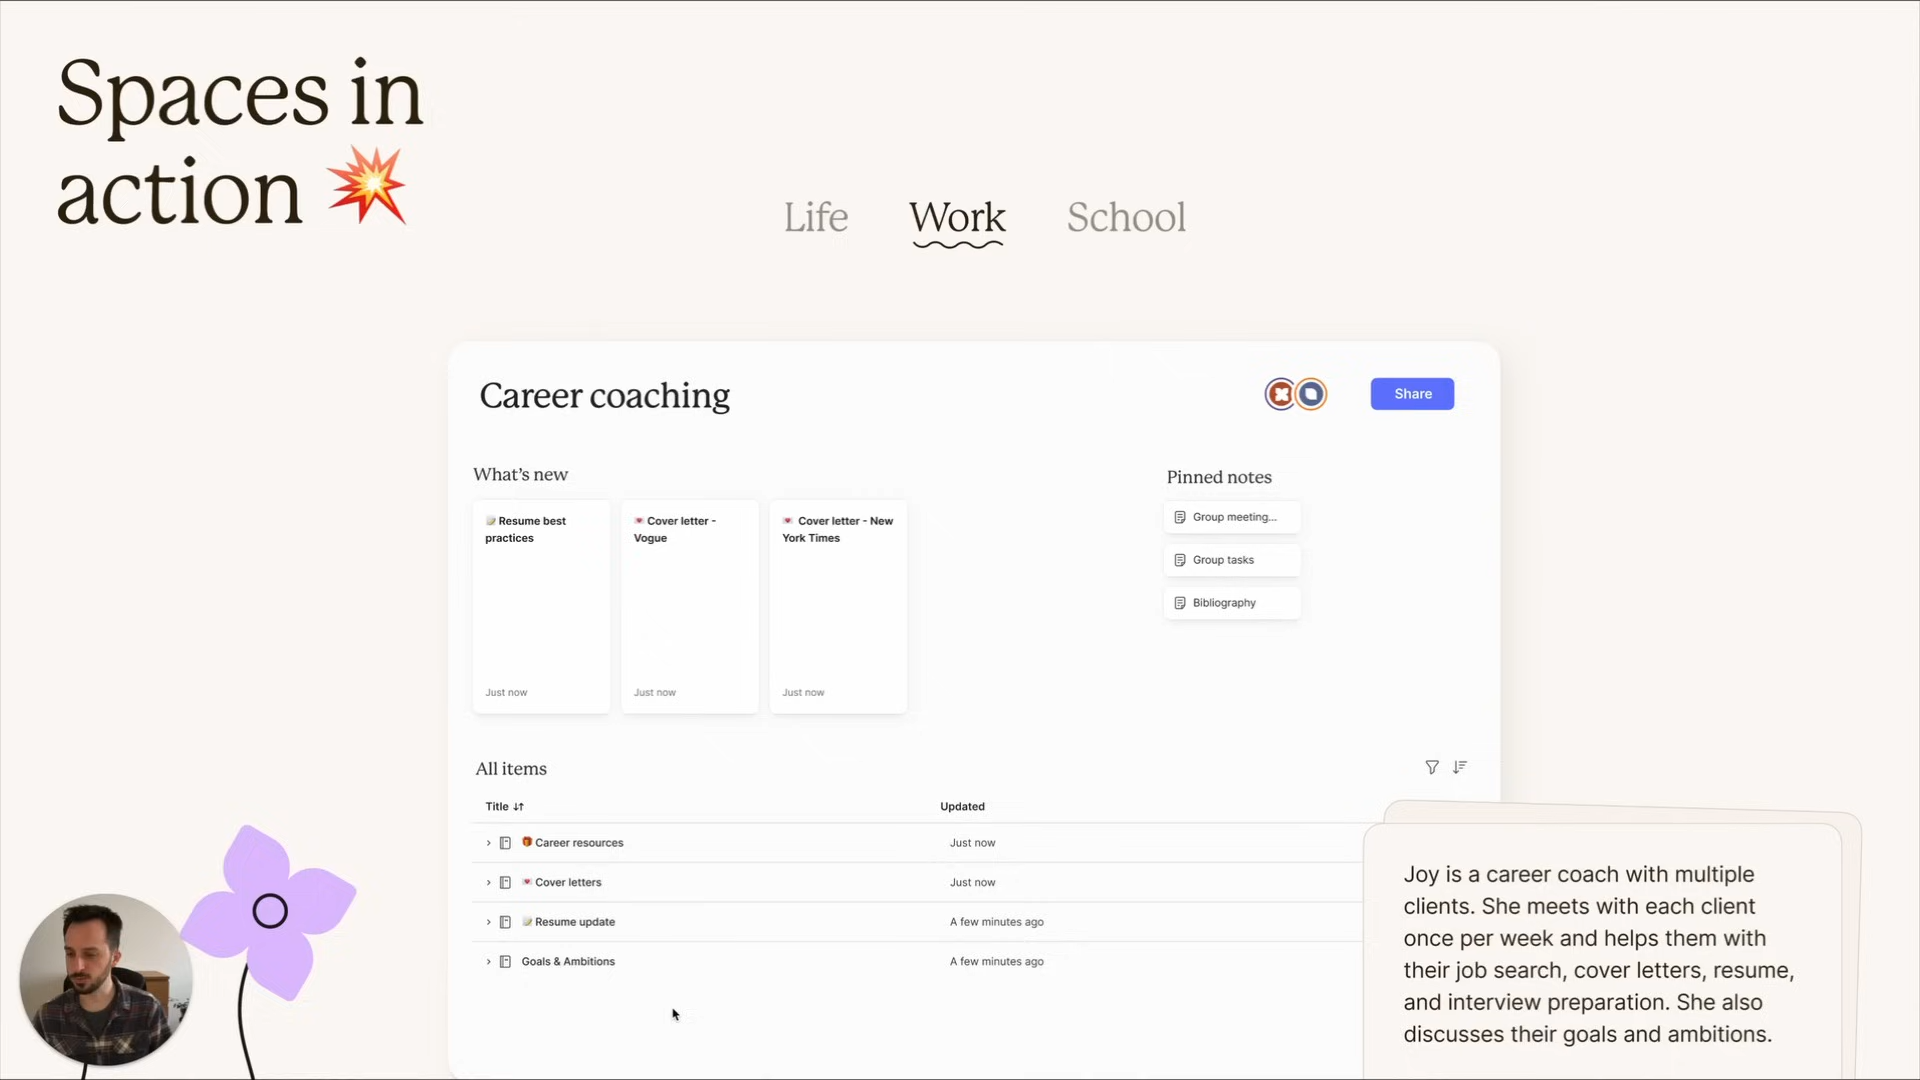 Spaces in
action
Life
Work
School
Career coaching
Share
What's new
Resume best
practices
Just now
Cover letter -
Vogue
Just now
Cover letter - New
York Times
Just now
Pinned notes
Group meeting...
Group tasks
Bibliography
All items
Title
Updated
Career resources
Just now
Cover letters
Just now
Resume update
A few minutes ago
Goals & Ambitions
A few minutes ago
Joy is a career coach with multiple
clients. She meets with each client
once per week and helps them with
their job search, cover letters, resume,
and interview preparation. She also
discusses their goals and ambitions.